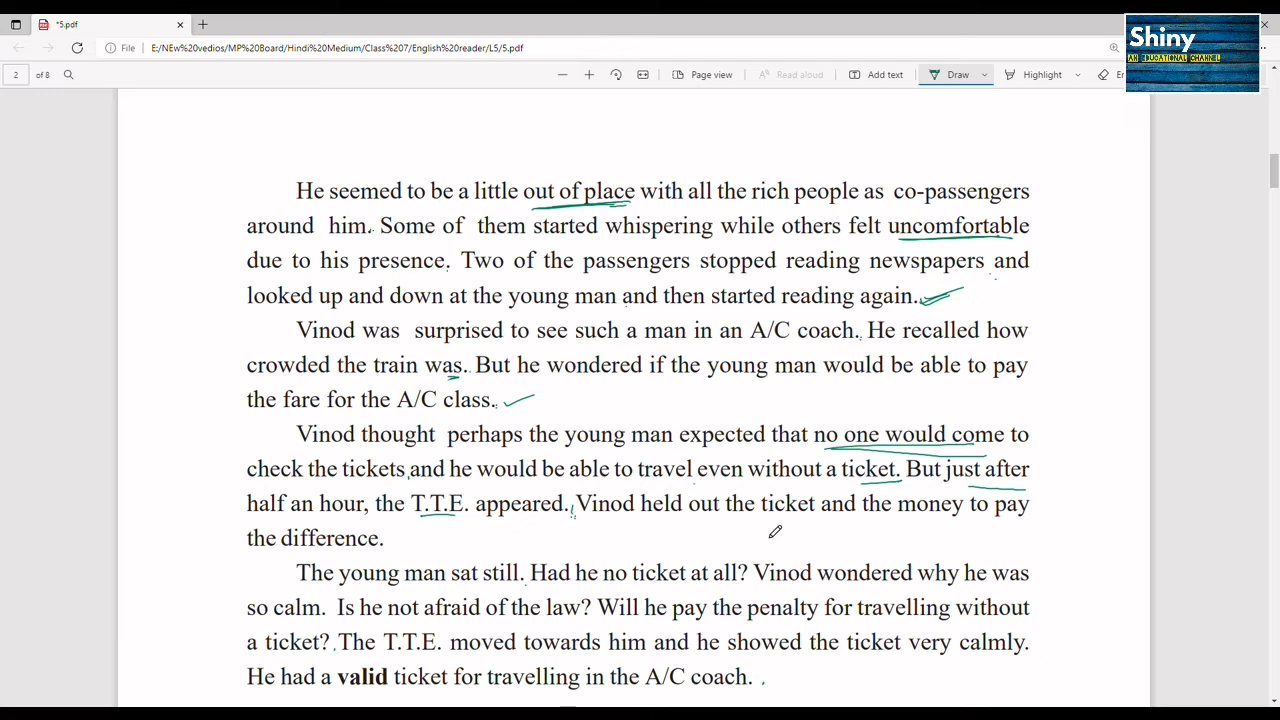 *5.pdf
File E:/NEw%20vedios/MP%20Board/Hindi%20Medium/Class%207/English%20reader/L5/5.pdf
Shiny
AN EDUCATIONAL CHANNEL
2 of 8 Page view Read aloud Add text Draw Highlight
He seemed to be a little out of place with all the rich people as co-passengers
around him. Some of them started whispering while others felt uncomfortable
due to his presence. Two of the passengers stopped reading newspapers and
looked up and down at the young man and then started reading again.
Vinod was surprised to see such a man in an A/C coach. He recalled how
crowded the train was. But he wondered if the young man would be able to pay
the fare for the A/C class.
Vinod thought perhaps the young man expected that no one would come to
check the tickets and he would be able to travel even without a ticket. But just after
half an hour, the T.T.E. appeared. Vinod held out the ticket and the money to pay
the difference.
The young man sat still. Had he no ticket at all? Vinod wondered why he was
so calm. Is he not afraid of the law? Will he pay the penalty for travelling without
a ticket? The T.T.E. moved towards him and he showed the ticket very calmly.
He had a valid ticket for travelling in the A/C coach.